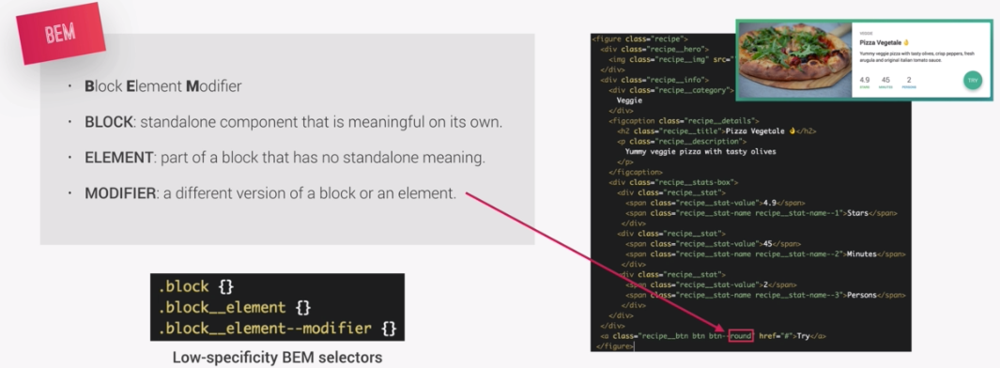 BEM
· Block Element Modifier
· BLOCK: standalone component that is meaningful on its own.
· ELEMENT: part of a block that has no standalone meaning.
· MODIFIER: a different version of a block or an element.
.block {}
.block__element {}
.block__element--modifier {}
Low-specificity BEM selectors
<figure class="recipe">
<div class="recipe__hero">
<img class="recipe__img" src="
</div>
<div class="recipe__info">
<div class="recipe__category">
Veggie
</div>
<figcaption class="recipe__details">
<h2 class="recipe__title">Pizza Vegetale 👌</h2>
<p class="recipe__description">
Yummy veggie pizza with tasty olives
</p>
</figcaption>
<div class="recipe__stats-box">
<div class="recipe__stat">
<span class="recipe__stat-value">4.9</span>
<span class="recipe__stat-name recipe__stat-name--1">Stars</span>
</div>
<div class="recipe__stat">
<span class="recipe__stat-value">45</span>
<span class="recipe__stat-name recipe__stat-name--2">Minutes</span>
</div>
<div class="recipe__stat">
<span class="recipe__stat-value">2</span>
<span class="recipe__stat-name recipe__stat-name--3">Persons</span>
</div>
</div>
</div>
<a class="recipe__btn btn btn--round" href="#">Try</a>
</figure>
VEGGIE
Pizza Vegetale 👌
Yummy veggie pizza with tasty olives, crisp peppers, fresh
arugula and original italian tomato sauce.
4.9 45 2
STARS MINUTES PERSONS
TRY